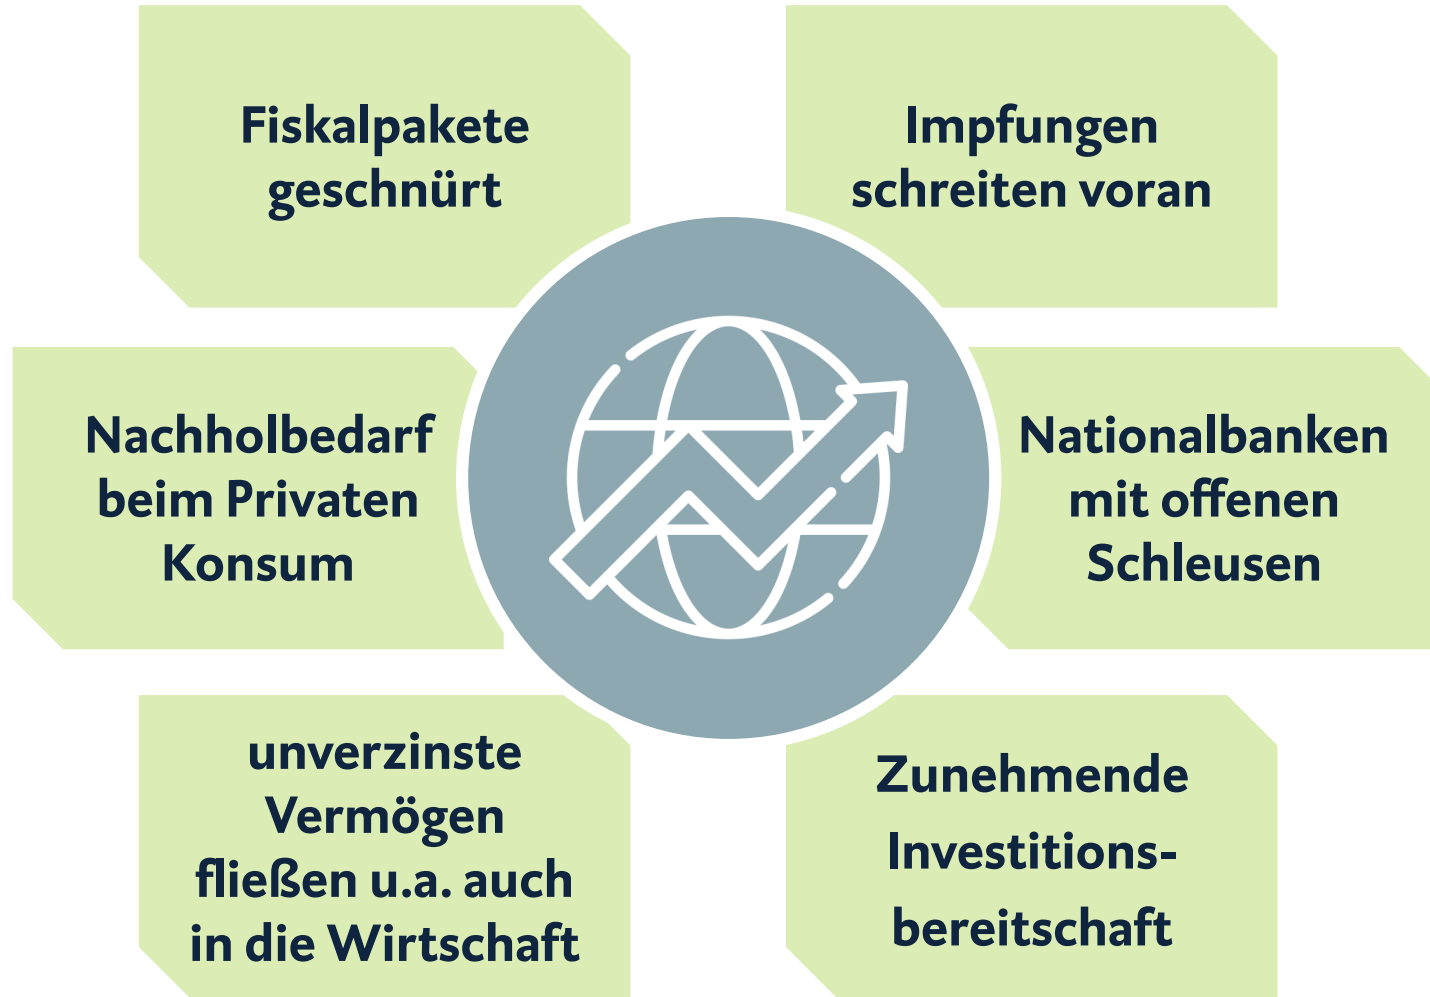 Fiskalpakete
geschnürt
Impfungen
schreiten voran
Nachholbedarf
beim Privaten
Konsum
Nationalbanken
mit offenen
Schleusen
unverzinste
Vermögen
fließen u.a. auch
in die Wirtschaft
Zunehmende
Investitions-
bereitschaft